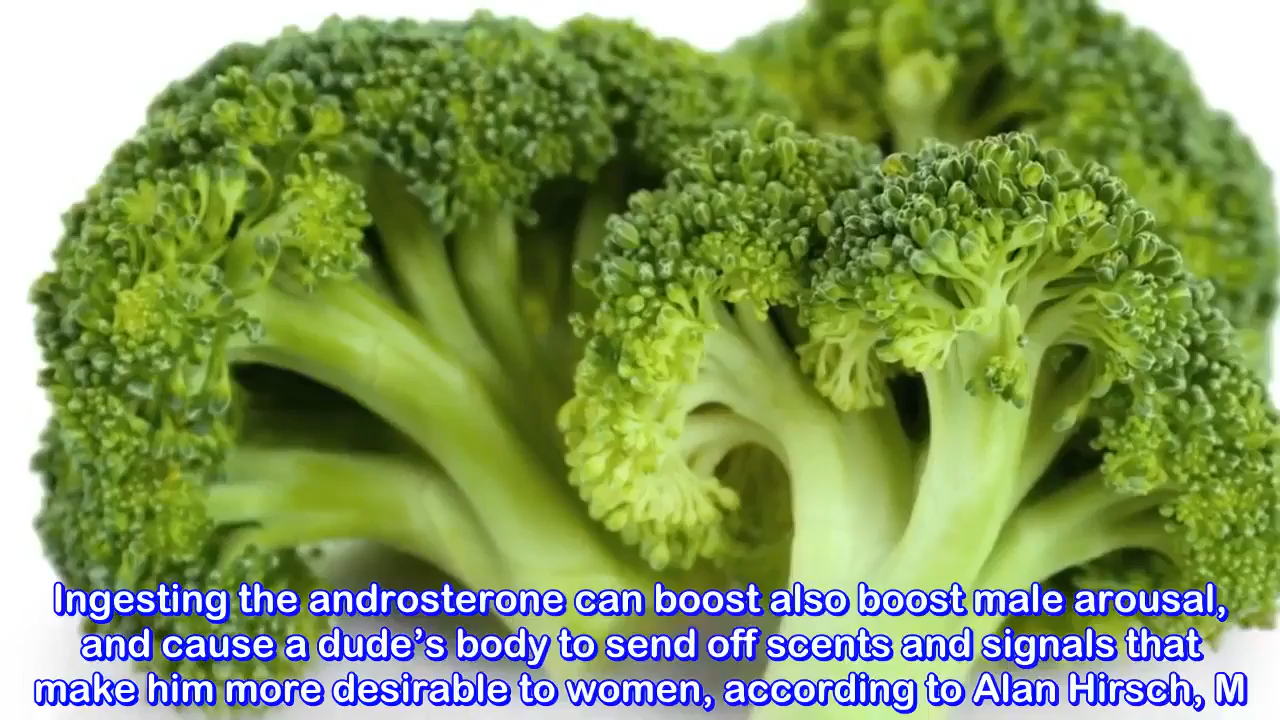 Ingesting the androsterone can boost also boost male arousal,
and cause a dude’s body to send off scents and signals that
make him more desirable to women, according to Alan Hirsch, M